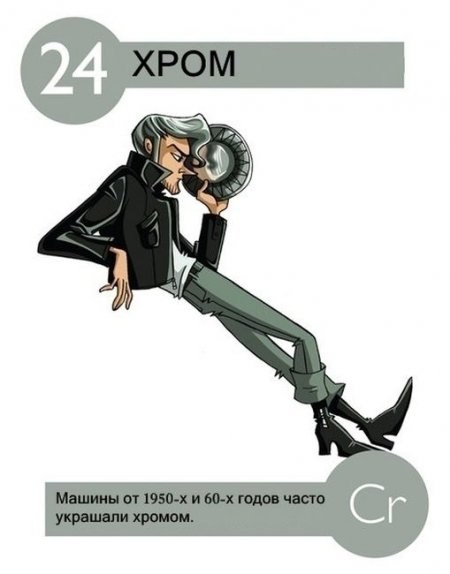 24
ХРОМ
Машины от 1950-х и 60-х годов часто
украшали хромом.
Cr